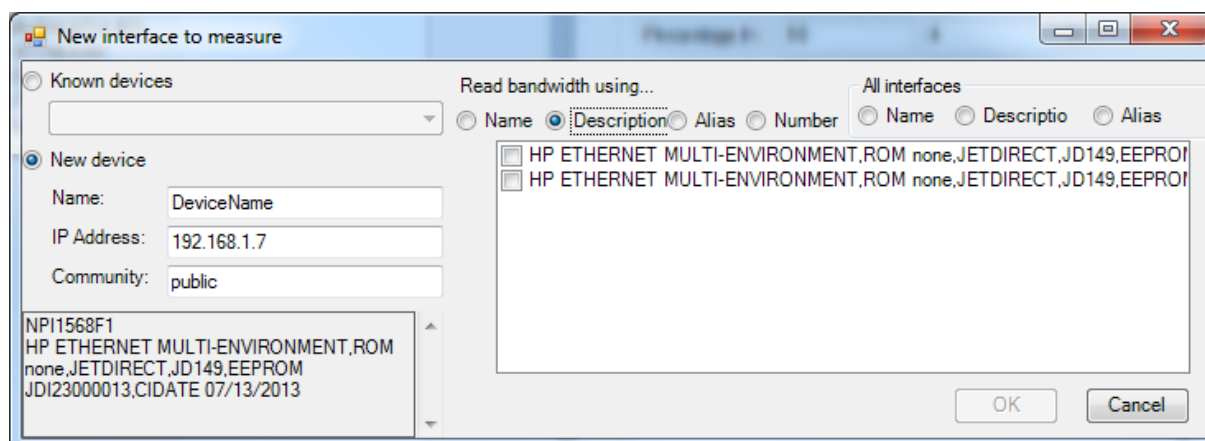 New interface to measure
Known devices
New device
Name: DeviceName
IP Address: 192.168.1.7
Community: public
NPI1568F1
HP ETHERNET MULTI-ENVIRONMENT,ROM
none,JETDIRECT,JD149,EEPROM
JDI23000013,CIDATE 07/13/2013
Read bandwidth using...
Name Description Alias Number
All interfaces
Name Descriptio Alias
HP ETHERNET MULTI-ENVIRONMENT,ROM none,JETDIRECT,JD149,EEPROM
HP ETHERNET MULTI-ENVIRONMENT,ROM none,JETDIRECT,JD149,EEPROM
OK Cancel